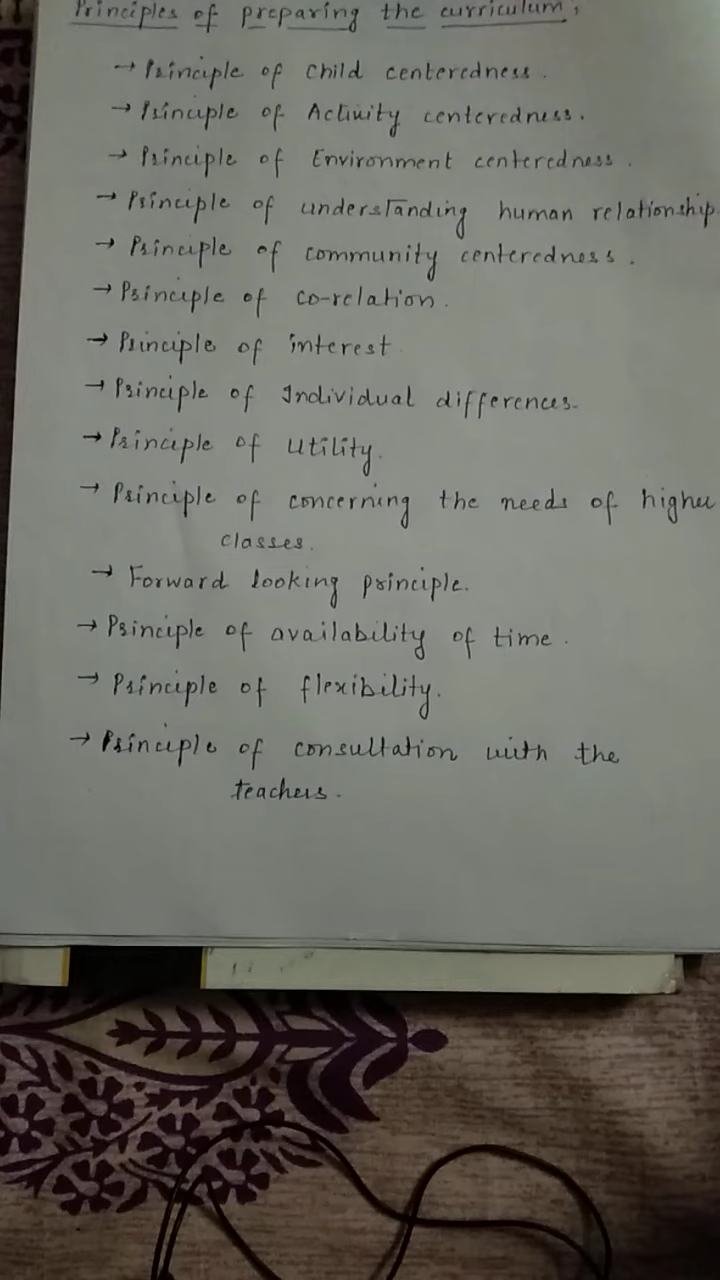 Principles of preparing the curriculum:
→ Principle of child centeredness.
→ Principle of Activity centeredness.
→ Principle of Environment centeredness.
→ Principle of understanding human relationship.
→ Principle of community centeredness.
→ Principle of co-relation.
→ Principle of interest
→ Principle of Individual differences.
→ Principle of Utility.
→ Principle of concerning the needs of higher
classes.
→ Forward looking principle.
→ Principle of availability of time.
→ Principle of flexibility.
→ Principle of consultation with the
teachers.